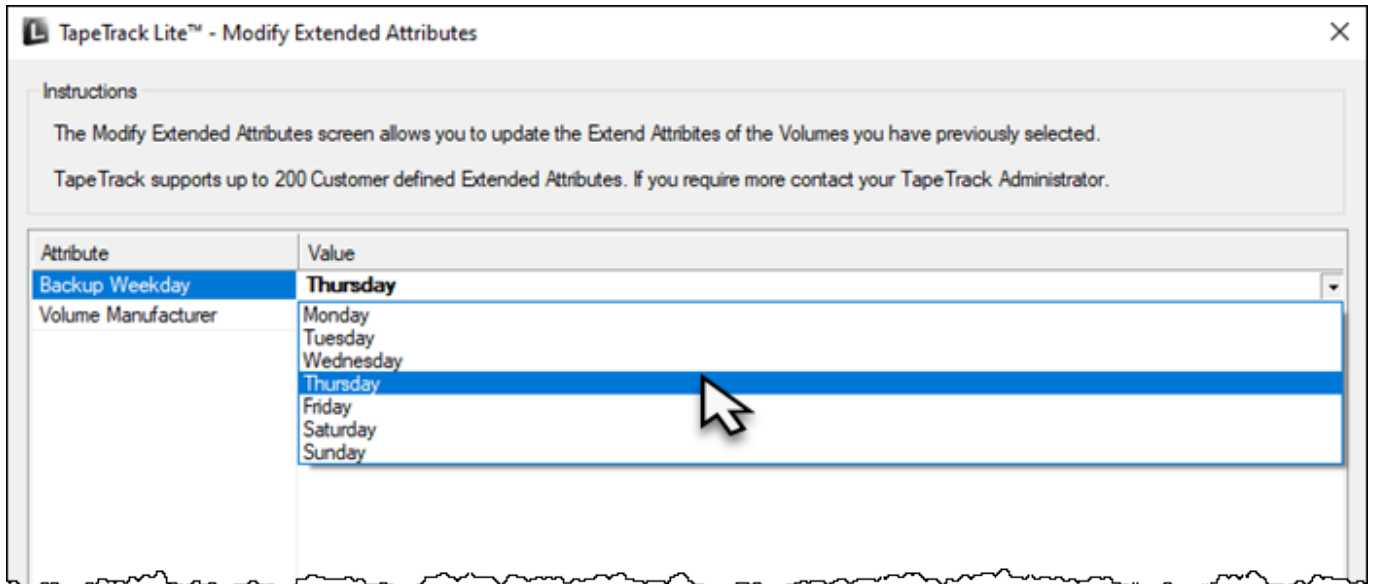 TapeTrack Lite™ - Modify Extended Attributes
Instructions
The Modify Extended Attributes screen allows you to update the Extend Attribites of the Volumes you have previously selected.
TapeTrack supports up to 200 Customer defined Extended Attributes. If you require more contact your TapeTrack Administrator.
Attribute Value
Backup Weekday Thursday
Volume Manufacturer Monday
Tuesday
Wednesday
Thursday
Friday
Saturday
Sunday